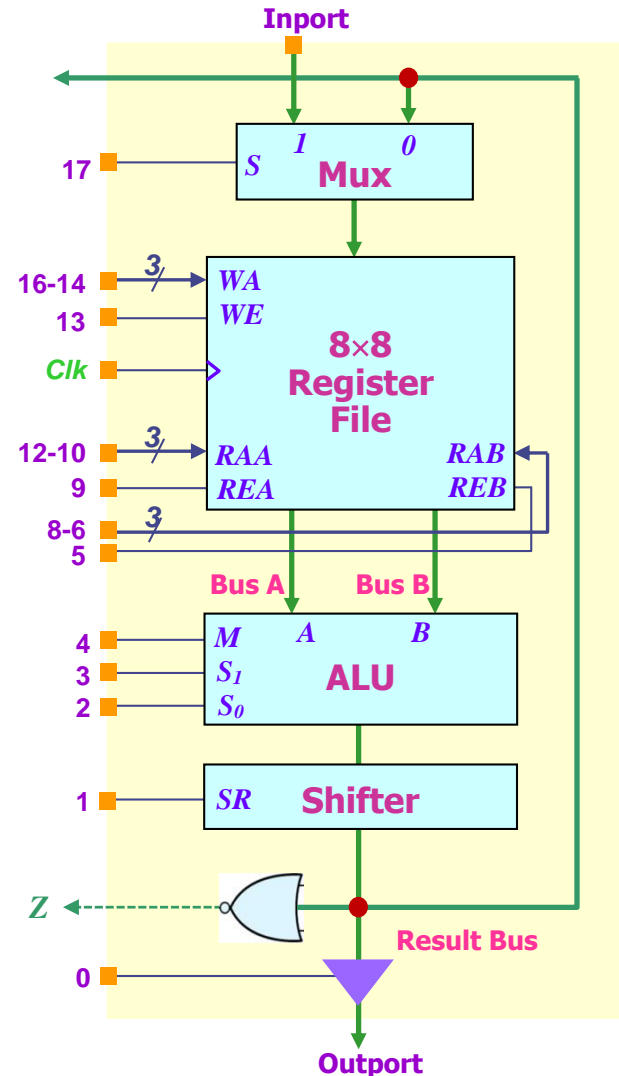 Inport
1 0
17 S Mux
16-14 3 WA
13 WE
8×8
Clk Register
File
12-10 3 RAA RAB
9 REA REB
8-6 3
5
Bus A Bus B
4 M A B
3 S1 ALU
2 S0
1 SR Shifter
Z
Result Bus
0
Outport